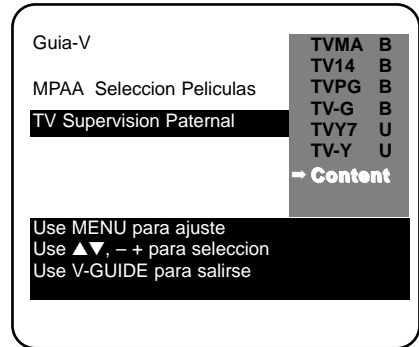 Guia-V
MPAA Seleccion Peliculas
TV Supervision Paternal
TVMA B
TV14 B
TVPG B
TV-G B
TVY7 U
TV-Y U
➡ Content
Use MENU para ajuste
Use ▲▼, – + para seleccion
Use V-GUIDE para salirse